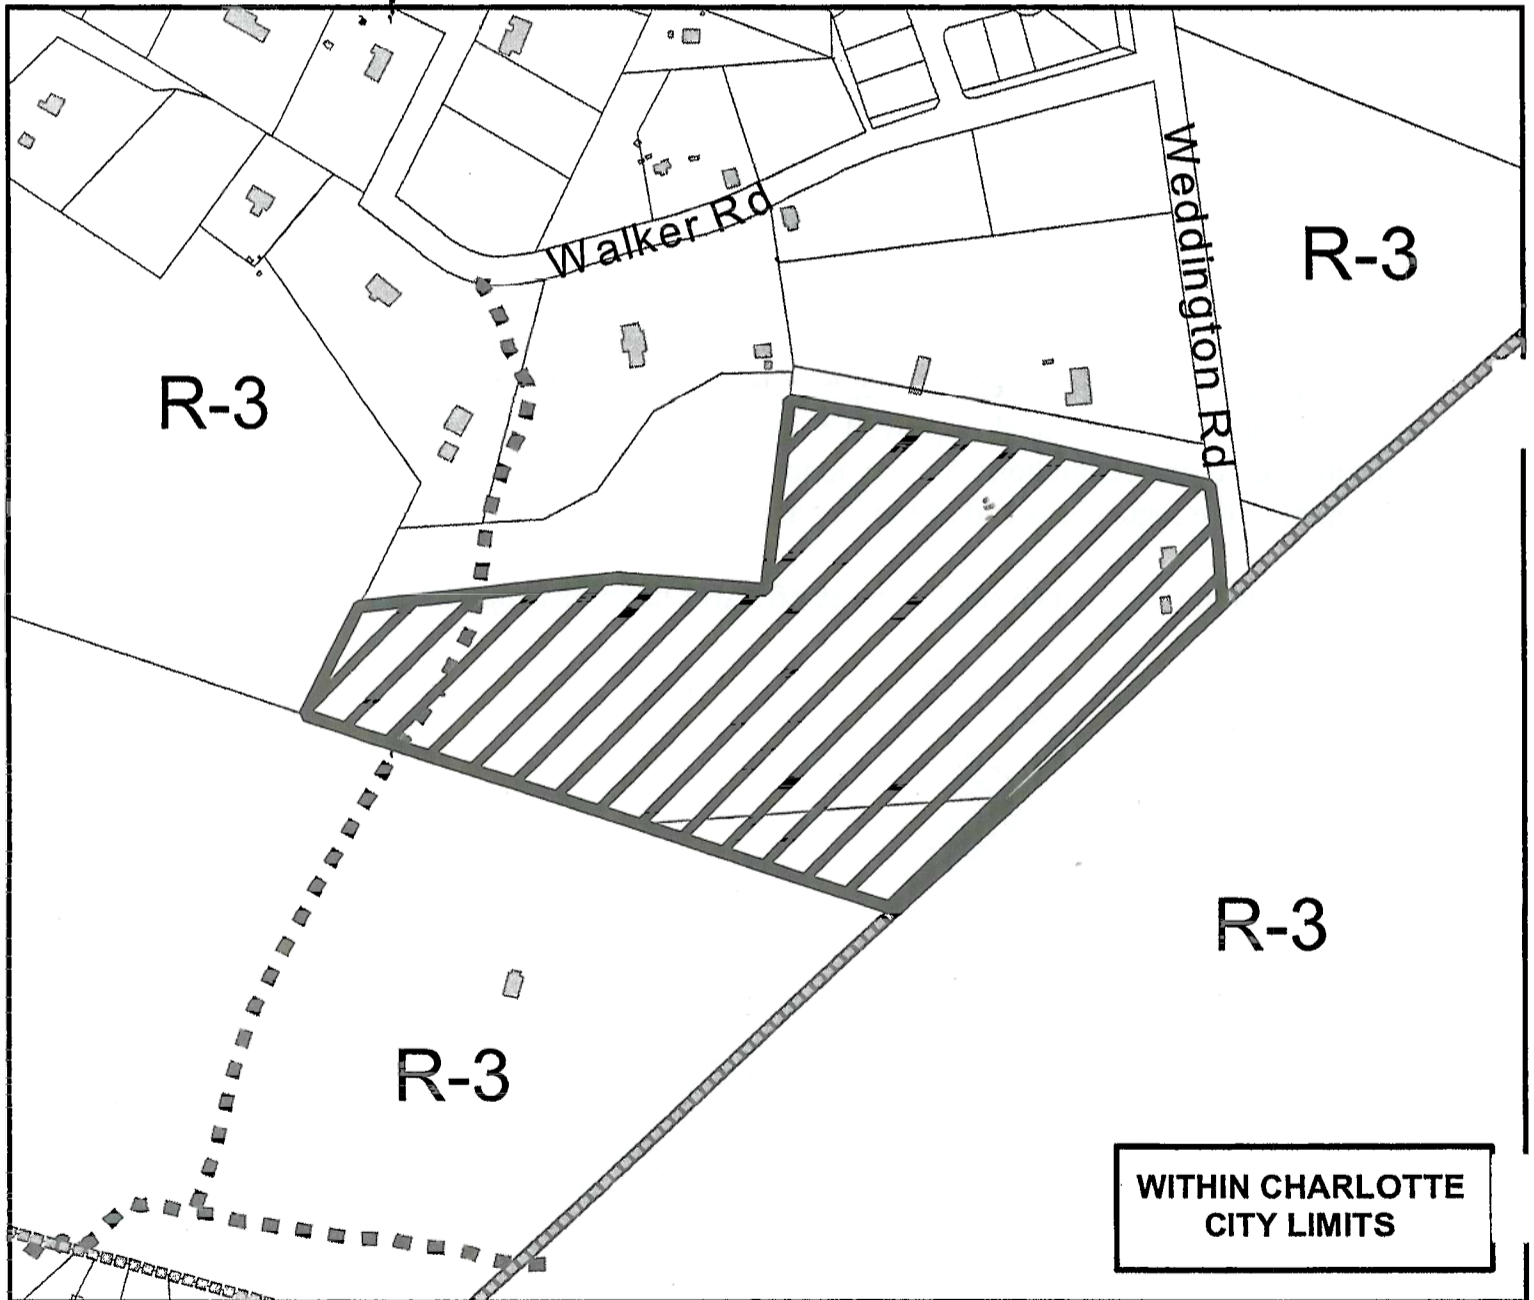 Walker Rd
Weddington Rd
R-3
R-3
R-3
R-3
WITHIN CHARLOTTE
CITY LIMITS